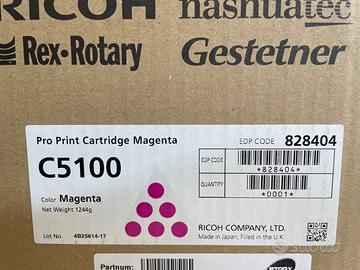 RICOH nashuatec
Rex-Rotary Gestetner
Pro Print Cartridge Magenta
EDP CODE 828404
C5100
EDP CODE
*828404*
QUANTITY
*0001*
Color Magenta
Net Weight 1244g
RICOH COMPANY, LTD.
Made in Japan, Filled in the U.K.
Lot No. 4B25614-17
Partnum: